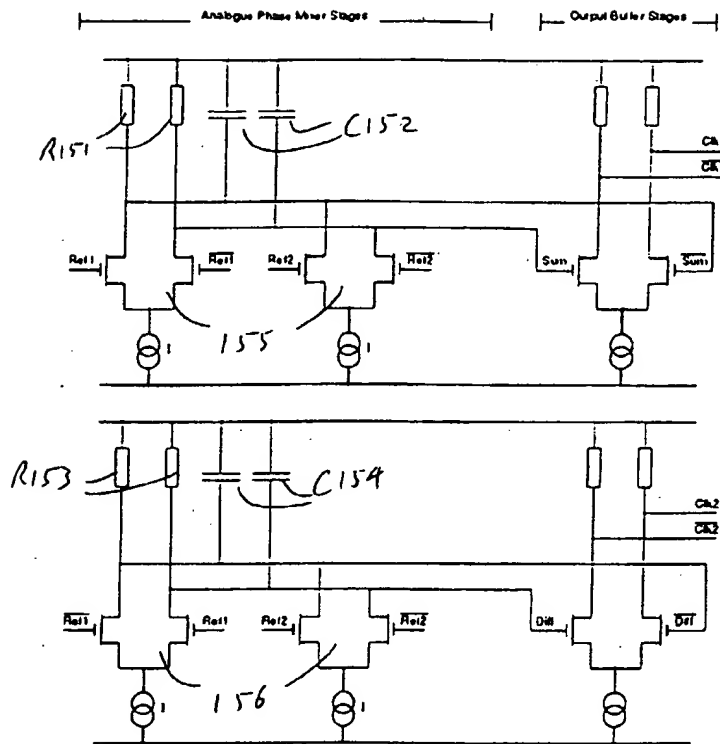 Analogue Phase Mixer Stages
Output Buffer Stages
R151
C152
Clk
Clk
Ref1
Ref1
Ref2
Ref2
Sum
Sum
155
I
I
R153
C154
Clk2
Clk2
Ref1
Ref1
Ref2
Ref2
Diff
Diff
156
I
I